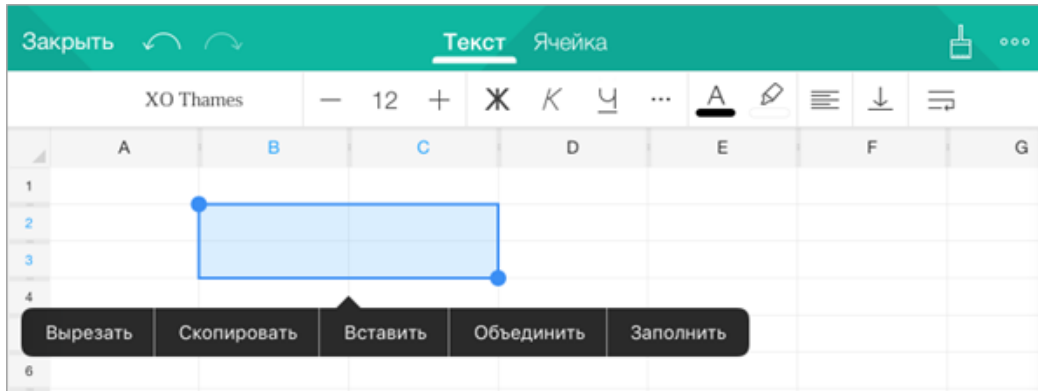 Закрыть Текст Ячейка
XO Thames — 12 + Ж К Ч ... А
A B C D E F G
1
2
3
4
Вырезать Скопировать Вставить Объединить Заполнить
6